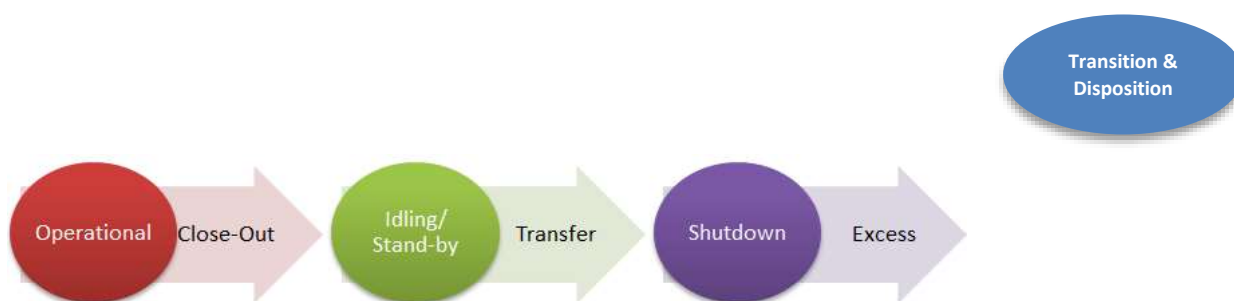 Transition &
Disposition
Operational
Close-Out
Idling/
Stand-by
Transfer
Shutdown
Excess